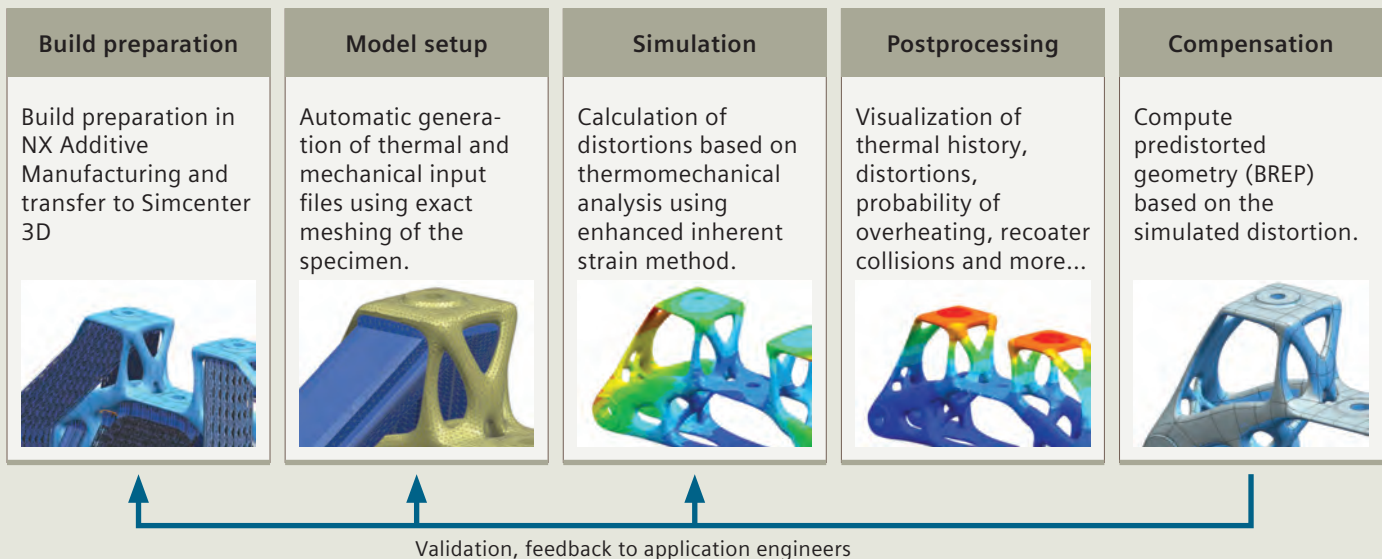 Build preparation
Build preparation in
NX Additive
Manufacturing and
transfer to Simcenter
3D
Model setup
Automatic genera-
tion of thermal and
mechanical input
files using exact
meshing of the
specimen.
Simulation
Calculation of
distortions based on
thermomechanical
analysis using
enhanced inherent
strain method.
Postprocessing
Visualization of
thermal history,
distortions,
probability of
overheating, recoater
collisions and more...
Compensation
Compute
predistorted
geometry (BREP)
based on the
simulated distortion.
Validation, feedback to application engineers